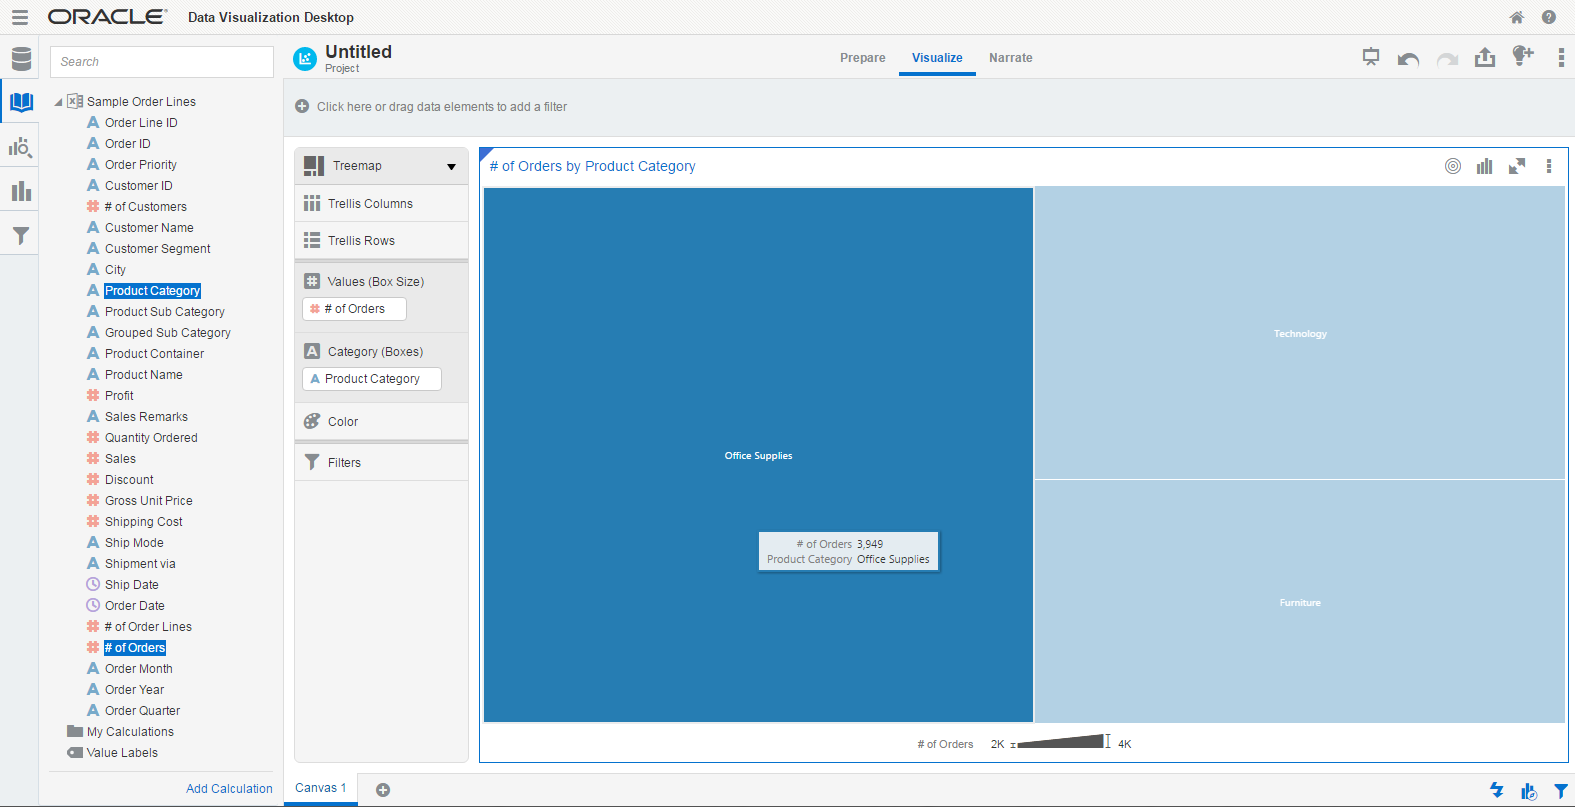 ORACLE Data Visualization Desktop
Search
Sample Order Lines
Order Line ID
Order ID
Order Priority
Customer ID
# of Customers
Customer Name
Customer Segment
City
Product Category
Product Sub Category
Grouped Sub Category
Product Container
Product Name
Profit
Sales Remarks
Quantity Ordered
Sales
Discount
Gross Unit Price
Shipping Cost
Ship Mode
Shipment via
Ship Date
Order Date
# of Order Lines
# of Orders
Order Month
Order Year
Order Quarter
My Calculations
Value Labels
Add Calculation
Untitled
Project
Prepare Visualize Narrate
Click here or drag data elements to add a filter
Treemap
Trellis Columns
Trellis Rows
Values (Box Size)
# of Orders
Category (Boxes)
A Product Category
Color
Filters
# of Orders by Product Category
Technology
Office Supplies
# of Orders 3,949
Product Category Office Supplies
Furniture
# of Orders 2K 4K
Canvas 1